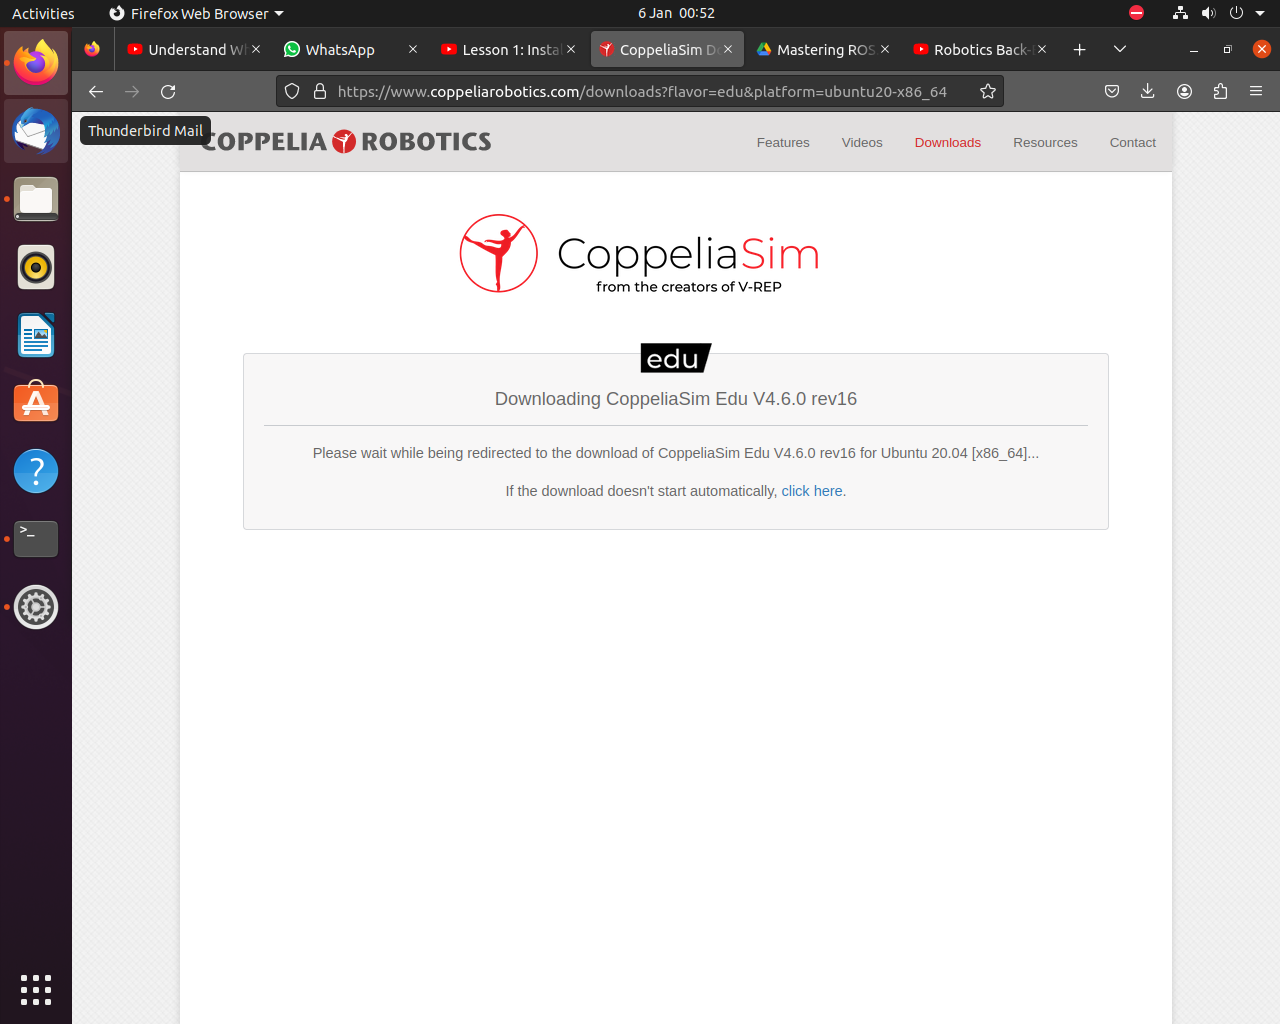 Activities
Firefox Web Browser
6 Jan 00:52
Understand Wh
WhatsApp
Lesson 1: Instal
CoppeliaSim Do
Mastering ROS
Robotics Back-
https://www.coppeliarobotics.com/downloads?flavor=edu&platform=ubuntu20-x86_64
Thunderbird Mail
COPPELIA ROBOTICS
Features
Videos
Downloads
Resources
Contact
CoppeliaSim
from the creators of V-REP
edu
Downloading CoppeliaSim Edu V4.6.0 rev16
Please wait while being redirected to the download of CoppeliaSim Edu V4.6.0 rev16 for Ubuntu 20.04 [x86_64]...
If the download doesn't start automatically, click here.